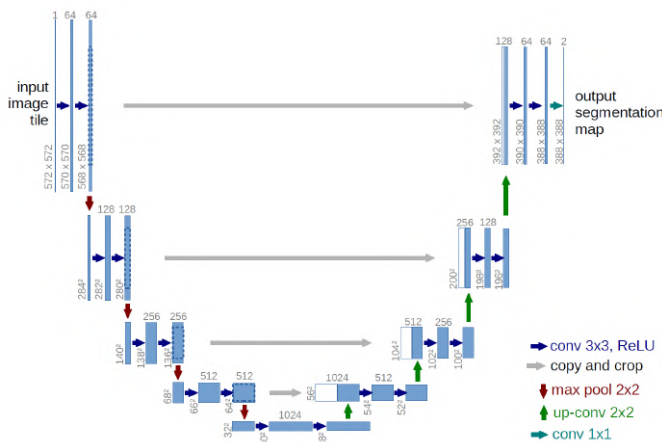 1 64 64
128 64 64 2
input
image
tile
output
segmentation
map
572 x 572
570 x 570
568 x 568
392 x 392
390 x 390
388 x 388
388 x 388
128 128
256 128
284²
282²
280²
200²
198²
196²
256 256
512 256
140²
138²
136²
104²
102²
100²
512 512
1024 512
68²
66²
64²
56²
54²
52²
1024
32²
conv 3x3, ReLU
copy and crop
max pool 2x2
up-conv 2x2
conv 1x1